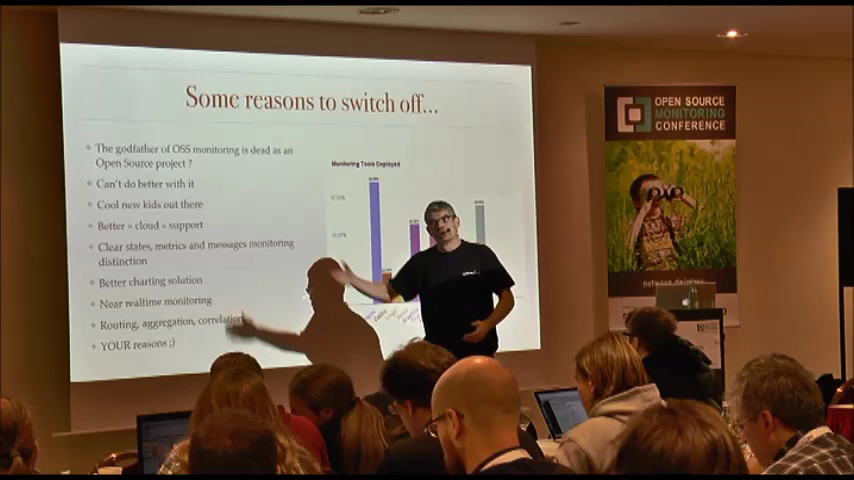 Some reasons to switch off...
The godfather of OSS monitoring is dead as an
Open Source project ?
Can't do better with it
Cool new kids out there
Better = cloud = support
Clear states, metrics and messages monitoring
distinction
Better charting solution
Near realtime monitoring
Routing, aggregation, correlation
YOUR reasons ;)
Monitoring Tools Deployed
OPEN SOURCE
MONITORING
CONFERENCE